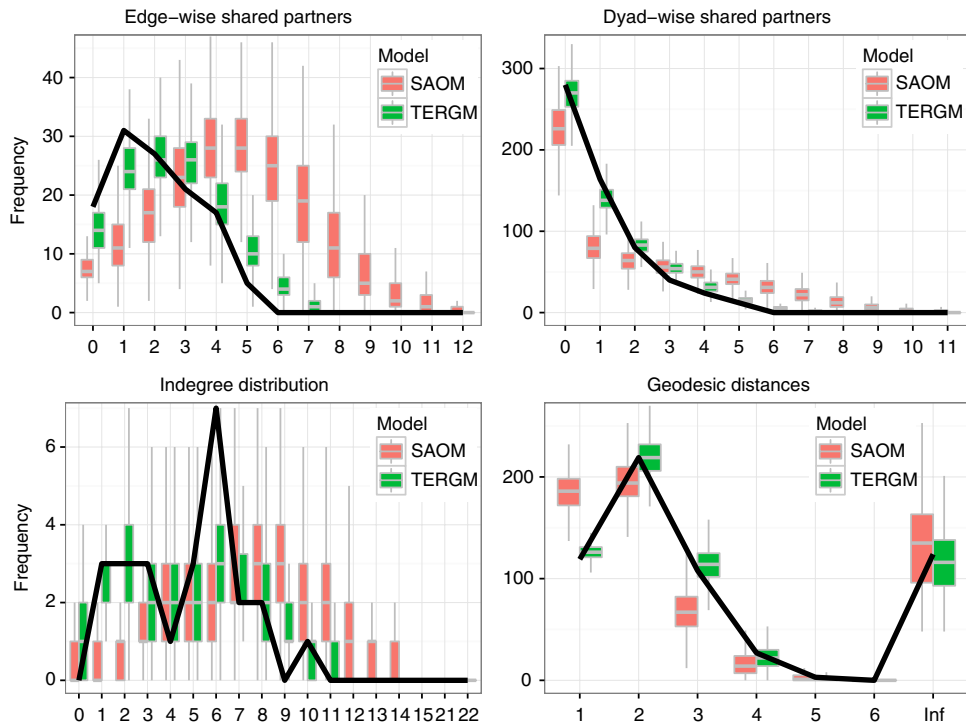 Edge−wise shared partners
Dyad−wise shared partners
Frequency
40
30
20
10
0
Model
SAOM
TERGM
0 1 2 3 4 5 6 7 8 9 10 11 12
300
200
100
0
Model
SAOM
TERGM
0 1 2 3 4 5 6 7 8 9 10 11
Indegree distribution
Geodesic distances
Frequency
6
4
2
0
Model
SAOM
TERGM
0 1 2 3 4 5 6 7 8 9 10 11 12 13 14 15 21 22
200
100
0
Model
SAOM
TERGM
1 2 3 4 5 6 Inf